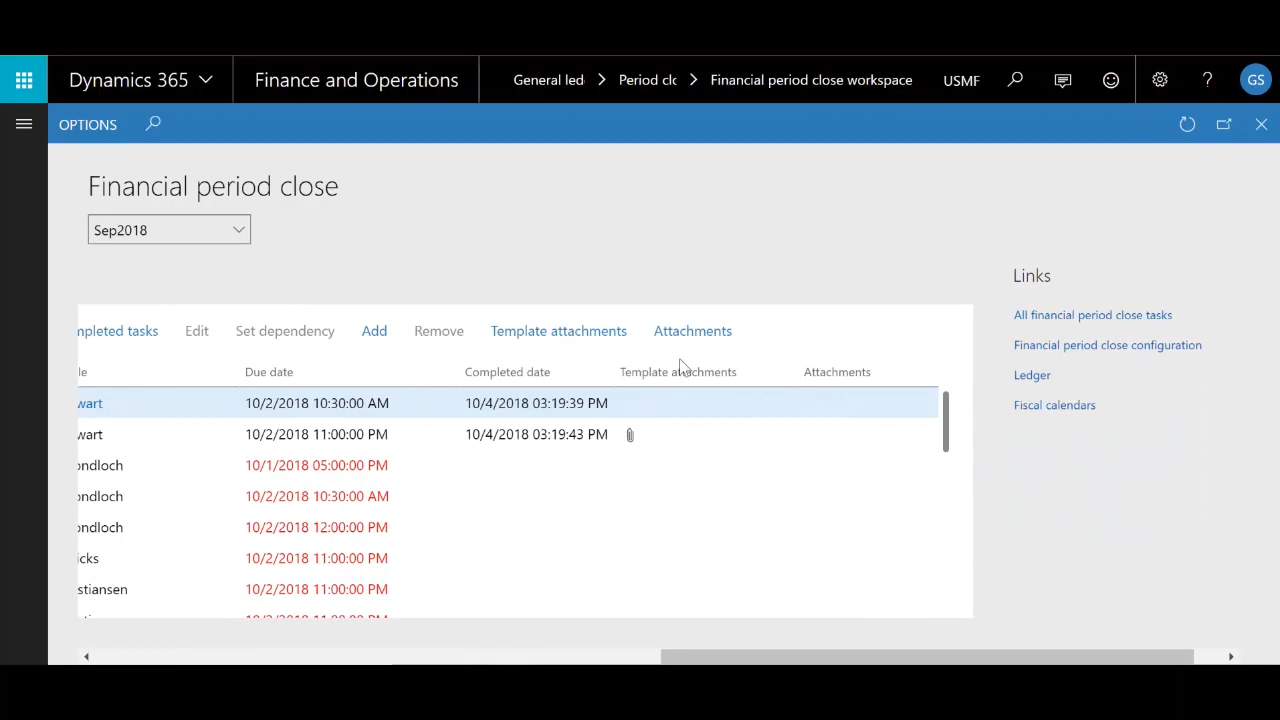 Dynamics 365 Finance and Operations General led Period clo Financial period close workspace USMF ? GS
OPTIONS
Financial period close
Sep2018
Links
All financial period close tasks
Financial period close configuration
Ledger
Fiscal calendars
mpleted tasks Edit Set dependency Add Remove Template attachments Attachments
le Due date Completed date Template attachments Attachments
wart 10/2/2018 10:30:00 AM 10/4/2018 03:19:39 PM
wart 10/2/2018 11:00:00 PM 10/4/2018 03:19:43 PM
ondloch 10/1/2018 05:00:00 PM
ondloch 10/2/2018 10:30:00 AM
ondloch 10/2/2018 12:00:00 PM
icks 10/2/2018 11:00:00 PM
stiansen 10/2/2018 11:00:00 PM